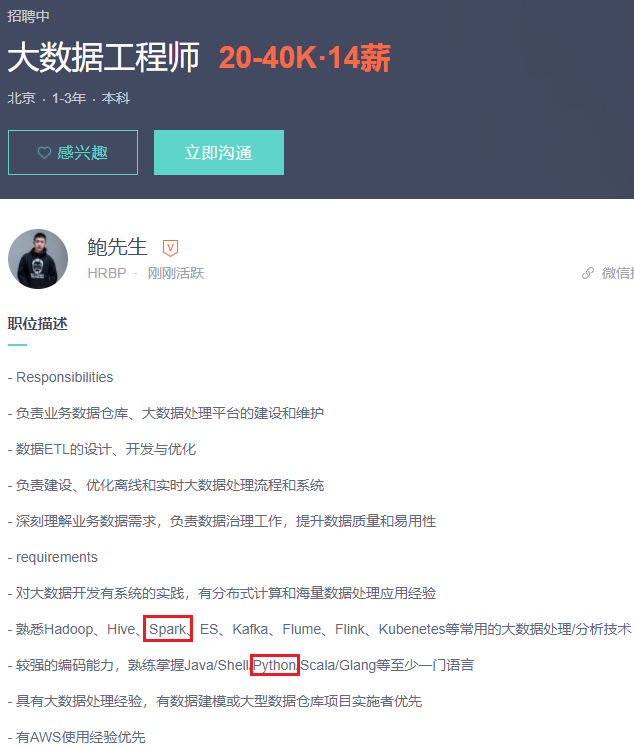 招聘中
大数据工程师 20-40K·14薪
北京 · 1-3年 · 本科
感兴趣 立即沟通
鲍先生 V
HRBP · 刚刚活跃
微信
职位描述
- Responsibilities
- 负责业务数据仓库、大数据处理平台的建设和维护
- 数据ETL的设计、开发与优化
- 负责建设、优化离线和实时大数据处理流程和系统
- 深刻理解业务数据需求，负责数据治理工作，提升数据质量和易用性
- requirements
- 对大数据开发有系统的实践，有分布式计算和海量数据处理应用经验
- 熟悉Hadoop、Hive、Spark、ES、Kafka、Flume、Flink、Kubenetes等常用的大数据处理/分析技术
- 较强的编码能力，熟练掌握Java/Shell/Python/Scala/Glang等至少一门语言
- 具有大数据处理经验，有数据建模或大型数据仓库项目实施者优先
- 有AWS使用经验优先